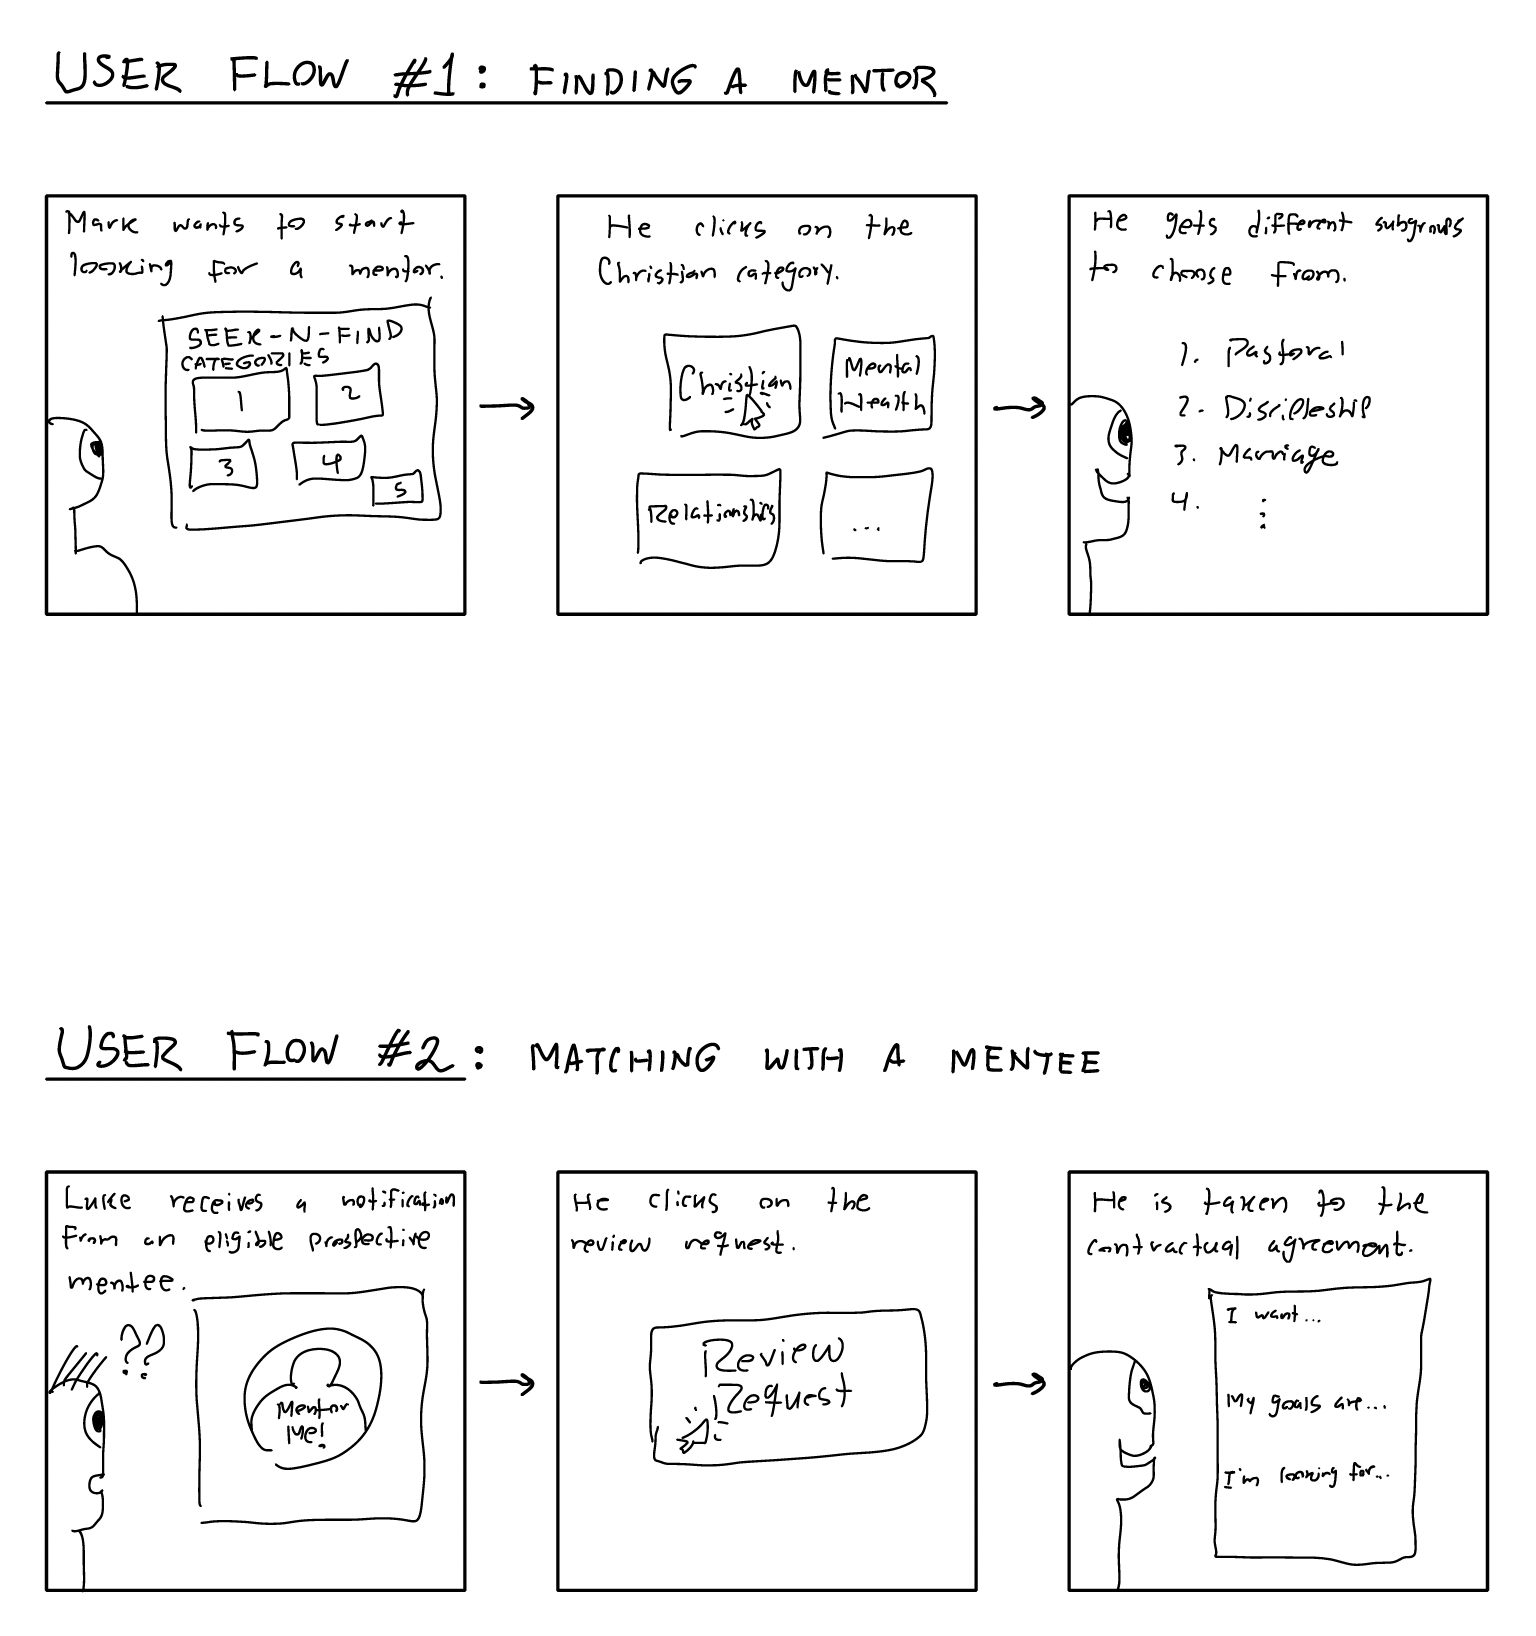 USER FLOW #1: FINDING A MENTOR
Mark wants to start
looking for a mentor.
SEEK-N-FIND
CATEGORIES
1
2
3
4
5
He clicks on the
Christian category.
Christian
Mental
Health
Relationships
...
He gets different subgroups
to choose from.
1. Pastoral
2. Discipleship
3. Marriage
4. ⋮
USER FLOW #2: MATCHING WITH A MENTEE
Luke receives a notification
from an eligible prospective
mentee.
??
Mentor
Me!
He clicks on the
review request.
Review
Request
He is taken to the
contractual agreement.
I want...
My goals are...
I'm looking for...